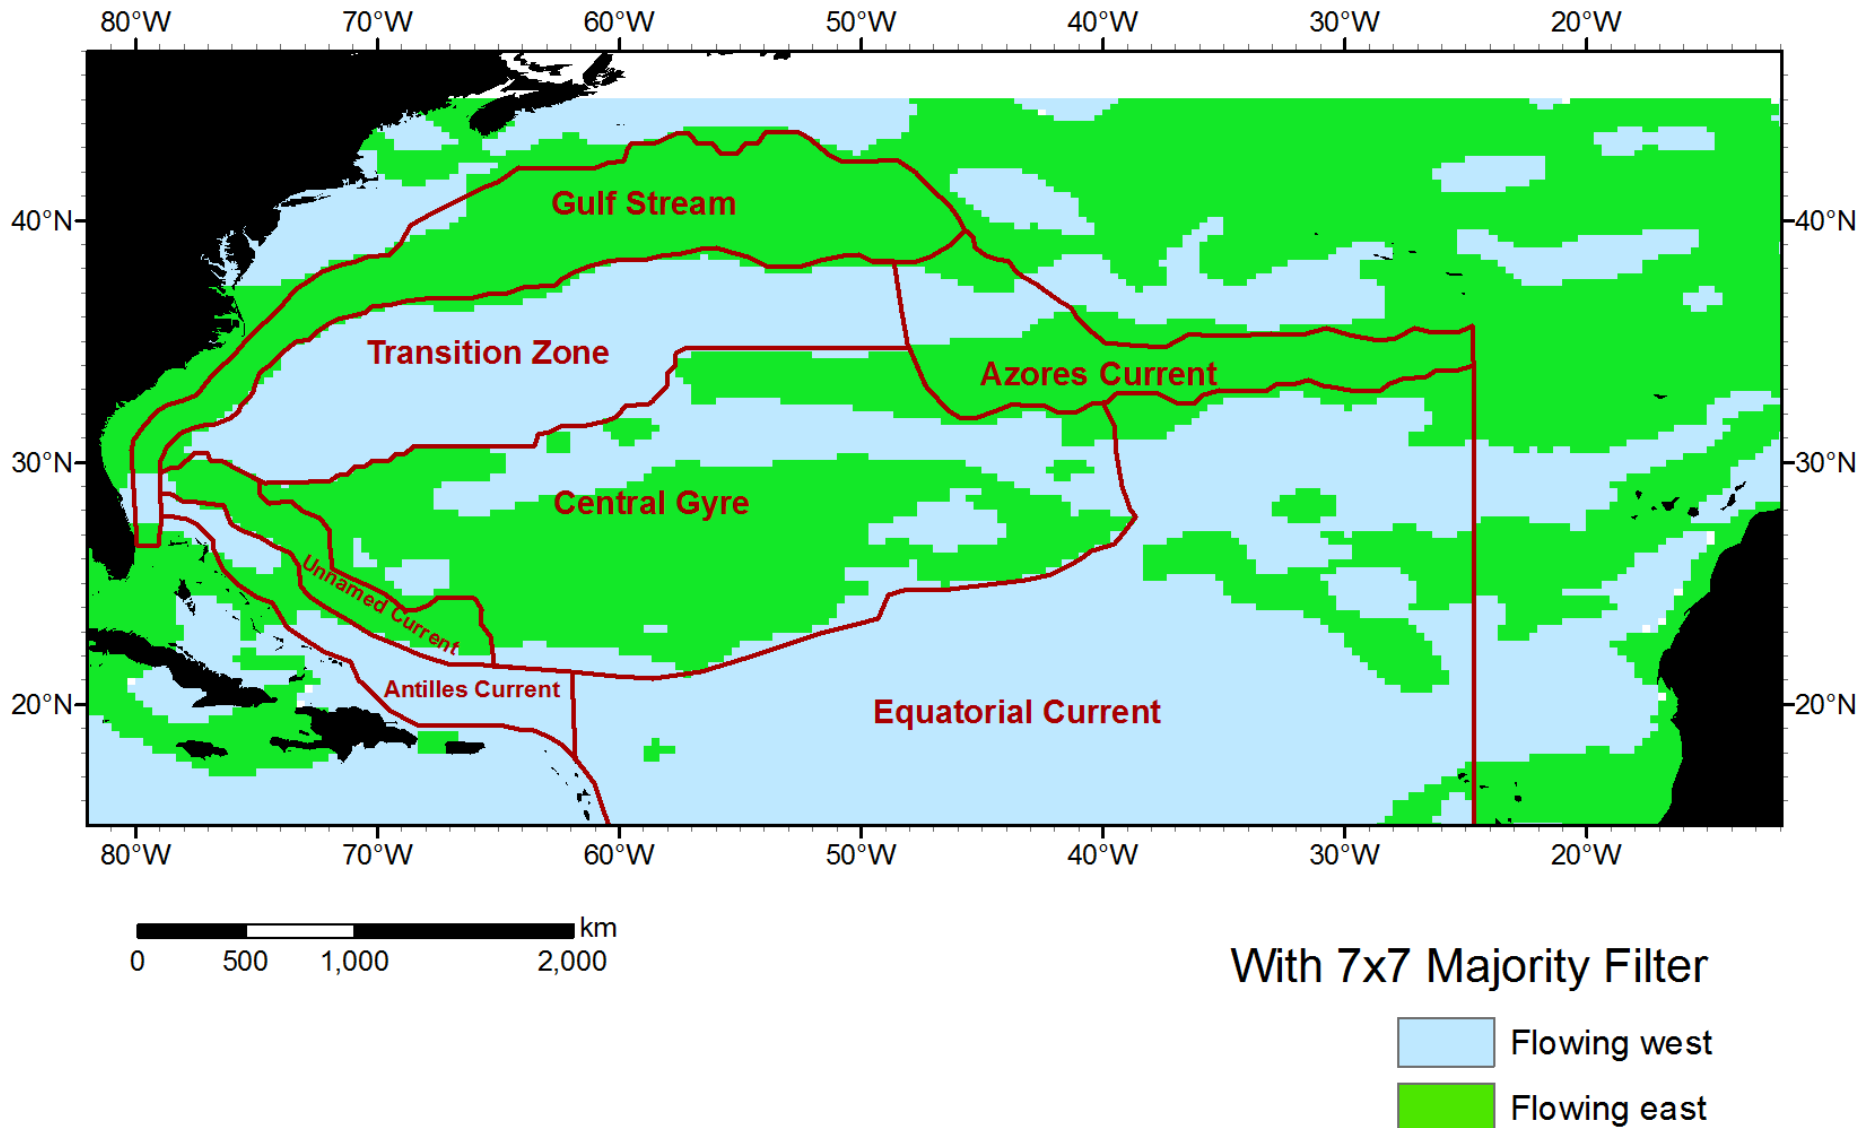 80°W 70°W 60°W 50°W 40°W 30°W 20°W
40°N 40°N
30°N 30°N
20°N 20°N
Gulf Stream
Transition Zone
Azores Current
Central Gyre
Unnamed Current
Antilles Current
Equatorial Current
80°W 70°W 60°W 50°W 40°W 30°W 20°W
km
0 500 1,000 2,000
With 7x7 Majority Filter
Flowing west
Flowing east